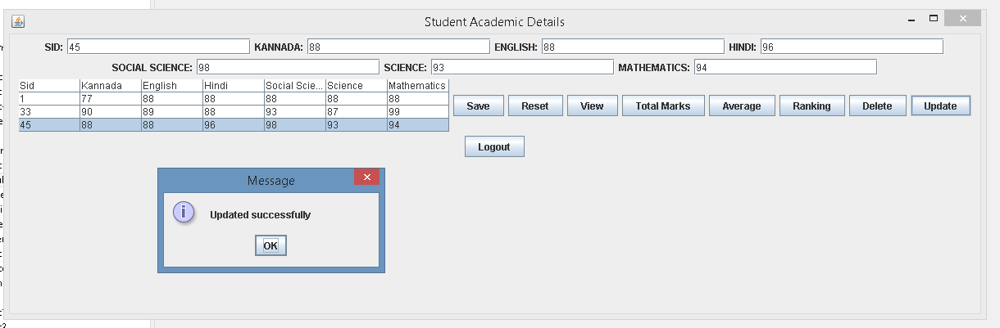 Student Academic Details
SID: 45 KANNADA: 88 ENGLISH: 88 HINDI: 96
SOCIAL SCIENCE: 98 SCIENCE: 93 MATHEMATICS: 94
Sid Kannada English Hindi Social Scie... Science Mathematics
1 77 88 88 88 88 88
33 90 89 88 93 87 99
45 88 88 96 98 93 94
Save Reset View Total Marks Average Ranking Delete Update
Logout
Message
Updated successfully
OK